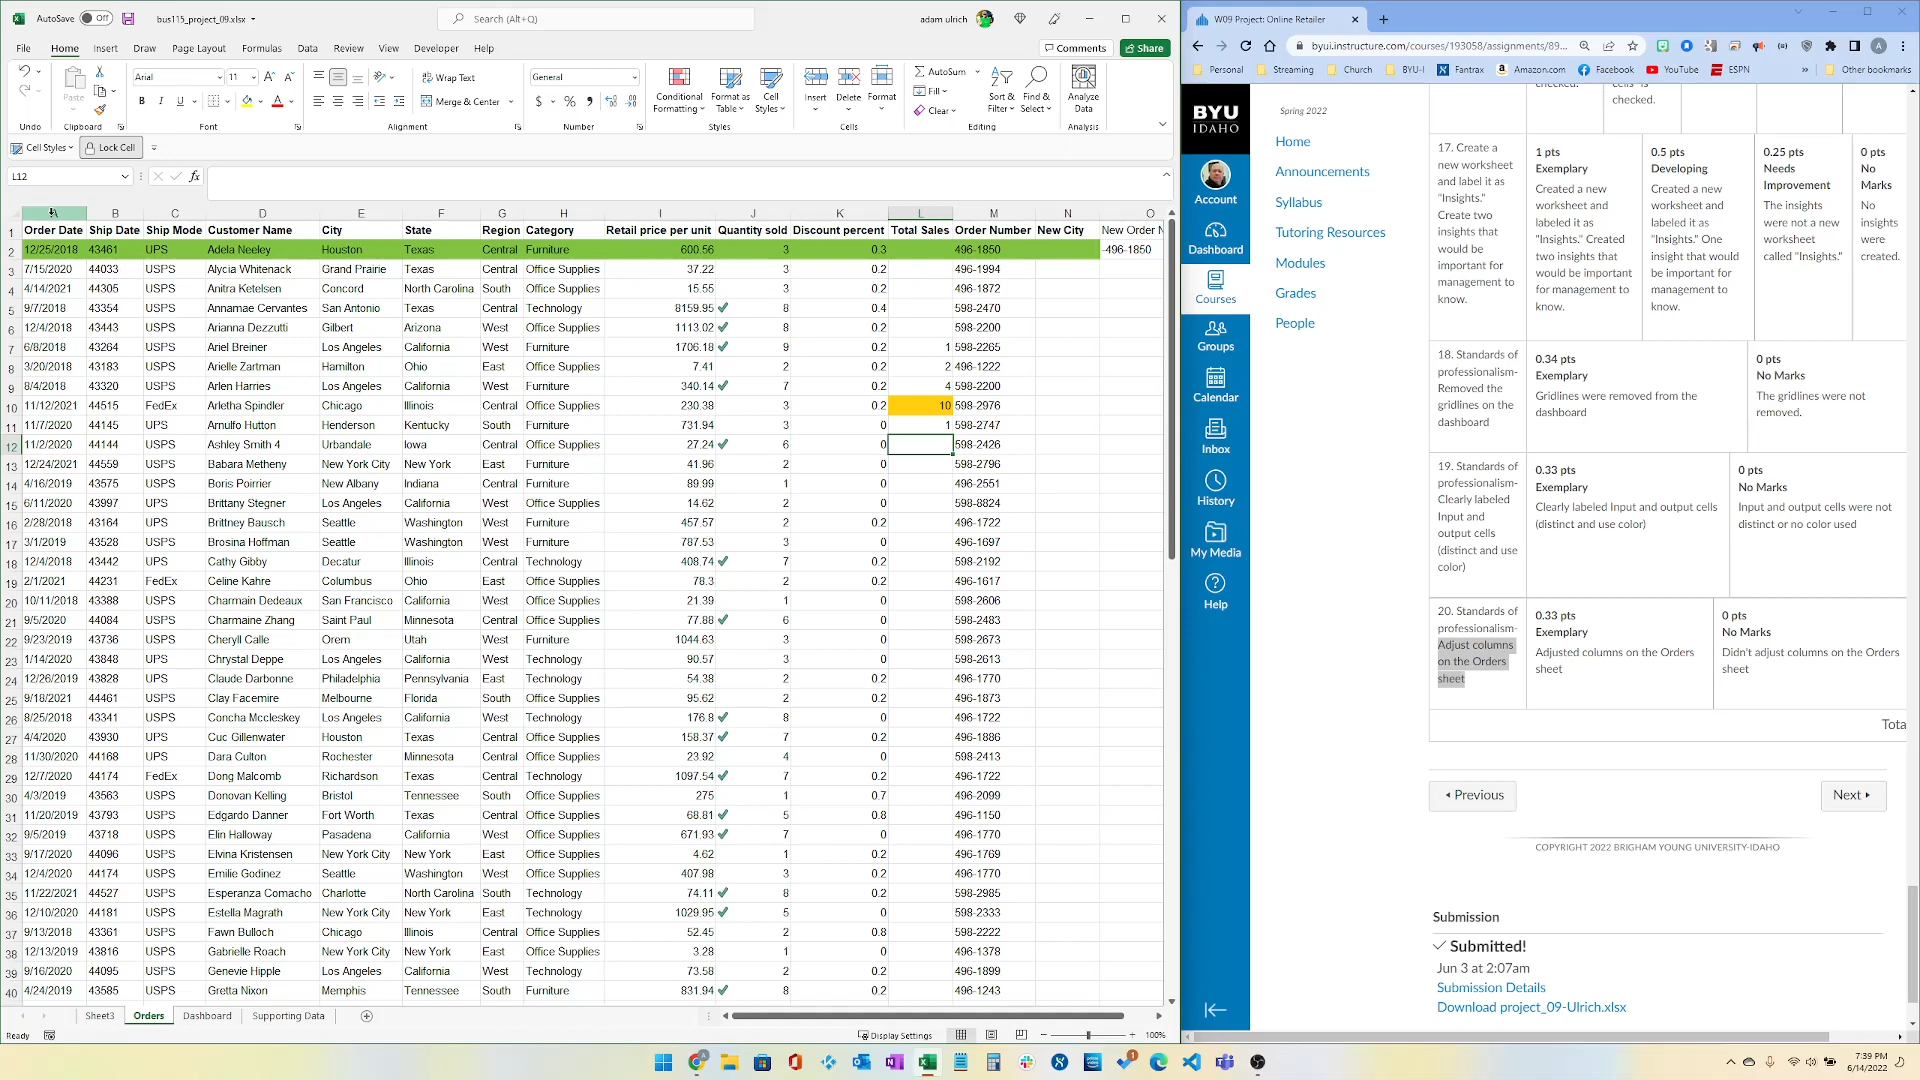 AutoSave Off bus115_project_09.xlsx Search (Alt+Q) adam ulrich
File Home Insert Draw Page Layout Formulas Data Review View Developer Help Comments Share
Undo Paste Clipboard
Arial 11 B I U Font
Wrap Text Merge & Center Alignment
General $ % Number
Conditional Formatting Format as Table Cell Styles Styles
Insert Delete Format Cells
AutoSum Fill Clear Sort & Filter Find & Select Editing
Analyze Data Analysis
Cell Styles Lock Cell
L12 fx
A B C D E F G H I J K L M N O
1 Order Date Ship Date Ship Mode Customer Name City State Region Category Retail price per unit Quantity sold Discount percent Total Sales Order Number New City New Order N
2 12/25/2018 43461 UPS Adela Neeley Houston Texas Central Furniture 600.56 3 0.3 496-1850 -496-1850
3 7/15/2020 44033 USPS Alycia Whitenack Grand Prairie Texas Central Office Supplies 37.22 3 0.2 496-1994
4 4/14/2021 44305 USPS Anitra Ketelsen Concord North Carolina South Office Supplies 15.55 3 0.2 496-1872
5 9/7/2018 43354 USPS Annamae Cervantes San Antonio Texas Central Technology 8159.95 8 0.4 598-2470
6 12/4/2018 43443 USPS Arianna Dezzutti Gilbert Arizona West Office Supplies 1113.02 8 0.2 598-2200
7 6/8/2018 43264 USPS Ariel Breiner Los Angeles California West Furniture 1706.18 9 0.2 1 598-2265
8 3/20/2018 43183 USPS Arielle Zartman Hamilton Ohio East Office Supplies 7.41 2 0.2 2 496-1222
9 8/4/2018 43320 USPS Arlen Harries Los Angeles California West Furniture 340.14 7 0.2 4 598-2200
10 11/12/2021 44515 FedEx Arletha Spindler Chicago Illinois Central Office Supplies 230.38 3 0.2 10 598-2976
11 11/7/2020 44145 UPS Arnulfo Hutton Henderson Kentucky South Furniture 731.94 3 0 1 598-2747
12 11/2/2020 44144 USPS Ashley Smith 4 Urbandale Iowa Central Office Supplies 27.24 6 0 598-2426
13 12/24/2021 44559 UPS Babara Metheny New York City New York East Furniture 41.96 2 0 598-2796
14 4/16/2019 43575 USPS Boris Poirrier New Albany Indiana Central Furniture 89.99 1 0 496-2551
15 6/11/2020 43997 UPS Brittany Stegner Los Angeles California West Office Supplies 14.62 2 0 598-8824
16 2/28/2018 43164 UPS Brittney Bausch Seattle Washington West Furniture 457.57 2 0.2 496-1722
17 3/1/2019 43528 USPS Brosina Hoffman Seattle Washington West Furniture 787.53 3 0 496-1697
18 12/4/2018 43442 UPS Cathy Gibby Decatur Illinois Central Technology 408.74 7 0.2 598-2192
19 2/1/2021 44231 FedEx Celine Kahre Columbus Ohio East Office Supplies 78.3 2 0.2 496-1617
20 10/11/2018 43388 USPS Charmain Dedeaux San Francisco California West Office Supplies 21.39 1 0 598-2606
21 9/5/2020 44084 USPS Charmaine Zhang Saint Paul Minnesota Central Office Supplies 77.88 6 0 598-2483
22 9/23/2019 43736 USPS Cheryll Calle Orem Utah West Furniture 1044.63 3 0 598-2673
23 1/14/2020 43848 UPS Chrystal Deppe Los Angeles California West Technology 90.57 3 0 598-2613
24 12/26/2019 43828 UPS Claude Darbonne Philadelphia Pennsylvania East Technology 54.38 2 0.2 496-1770
25 9/18/2021 44461 USPS Clay Facemire Melbourne Florida South Office Supplies 95.62 2 0.2 496-1873
26 8/25/2018 43341 USPS Concha Mccleskey Los Angeles California West Technology 176.8 8 0 496-1722
27 4/4/2020 43930 UPS Cuc Gillenwater Houston Texas Central Technology 158.37 7 0.2 496-1886
28 11/30/2020 44168 UPS Dara Culton Rochester Minnesota Central Office Supplies 23.92 4 0 598-2413
29 12/7/2020 44174 FedEx Dong Malcomb Richardson Texas Central Technology 1097.54 7 0.2 496-1722
30 4/3/2019 43563 USPS Donovan Kelling Bristol Tennessee South Office Supplies 275 1 0.7 496-2099
31 11/20/2019 43793 UPS Edgardo Danner Fort Worth Texas Central Office Supplies 68.81 5 0.8 496-1150
32 9/5/2019 43718 UPS Elin Halloway Pasadena California West Office Supplies 671.93 7 0 496-1770
33 9/17/2020 44096 UPS Elvina Kristensen New York City New York East Office Supplies 4.62 1 0.2 496-1769
34 12/4/2020 44174 USPS Emilie Godinez Seattle Washington West Office Supplies 407.98 3 0.2 496-1770
35 11/22/2021 44527 USPS Esperanza Comacho Charlotte North Carolina South Technology 74.11 8 0.2 598-2985
36 12/10/2020 44181 USPS Estella Magrath New York City New York East Technology 1029.95 5 0 598-2333
37 9/13/2018 43361 USPS Fawn Bulloch Chicago Illinois Central Office Supplies 52.45 2 0.8 598-2222
38 12/13/2019 43816 USPS Gabrielle Roach New York City New York East Office Supplies 3.28 1 0 496-1378
39 9/16/2020 44095 USPS Genevie Hipple Los Angeles California West Technology 73.58 2 0.2 496-1899
40 4/24/2019 43585 USPS Gretta Nixon Memphis Tennessee South Furniture 831.94 8 0.2 496-1243
Sheet3 Orders Dashboard Supporting Data
Ready Display Settings 100%
W09 Project: Online Retailer
byui.instructure.com/courses/193058/assignments/89...
Personal Streaming Church BYU-I Fantrax Amazon.com Facebook YouTube ESPN » Other bookmarks
BYU
IDAHO
Account
Dashboard
Courses
Groups
Calendar
Inbox
History
My Media
Help
Spring 2022
Home
Announcements
Syllabus
Tutoring Resources
Modules
Grades
People
checked.
17. Create a
new worksheet
and label it as
"Insights."
Create two
insights that
would be
important for
management to
know.
1 pts
Exemplary
Created a new
worksheet and
labeled it as
"Insights." Created
two insights that
would be important
for management to
know.
0.5 pts
Developing
Created a new
worksheet and
labeled it as
"Insights." One
insight that would
be important for
management to
know.
0.25 pts
Needs
Improvement
The insights
were not a new
worksheet
called "Insights."
0 pts
No
Marks
No
insights
were
created.
18. Standards of
professionalism-
Removed the
gridlines on the
dashboard
0.34 pts
Exemplary
Gridlines were removed from the
dashboard
0 pts
No Marks
The gridlines were not
removed.
19. Standards of
professionalism-
Clearly labeled
Input and
output cells
(distinct and use
color)
0.33 pts
Exemplary
Clearly labeled Input and output cells
(distinct and use color)
0 pts
No Marks
Input and output cells were not
distinct or no color used
20. Standards of
professionalism-
Adjust columns
on the Orders
sheet
0.33 pts
Exemplary
Adjusted columns on the Orders
sheet
0 pts
No Marks
Didn't adjust columns on the Orders
sheet
Tota
Previous Next
COPYRIGHT 2022 BRIGHAM YOUNG UNIVERSITY-IDAHO
Submission
Submitted!
Jun 3 at 2:07am
Submission Details
Download project_09-Ulrich.xlsx
7:39 PM
6/14/2022